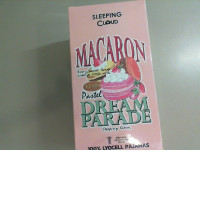 SLEEPING
CLOUD
MACARON
Pastel
DREAM
PARADE
100% LYOCELL PAJAMAS